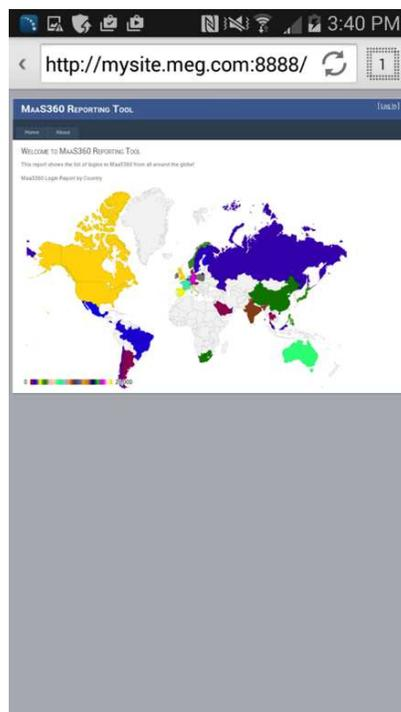 3:40 PM
http://mysite.meg.com:8888/
1
MaaS360 Reporting Tool
[Log In]
Home About
Welcome to MaaS360 Reporting Tool
This report shows the list of logins to MaaS360 from all around the globe!
MaaS360 Login Report by Country
0